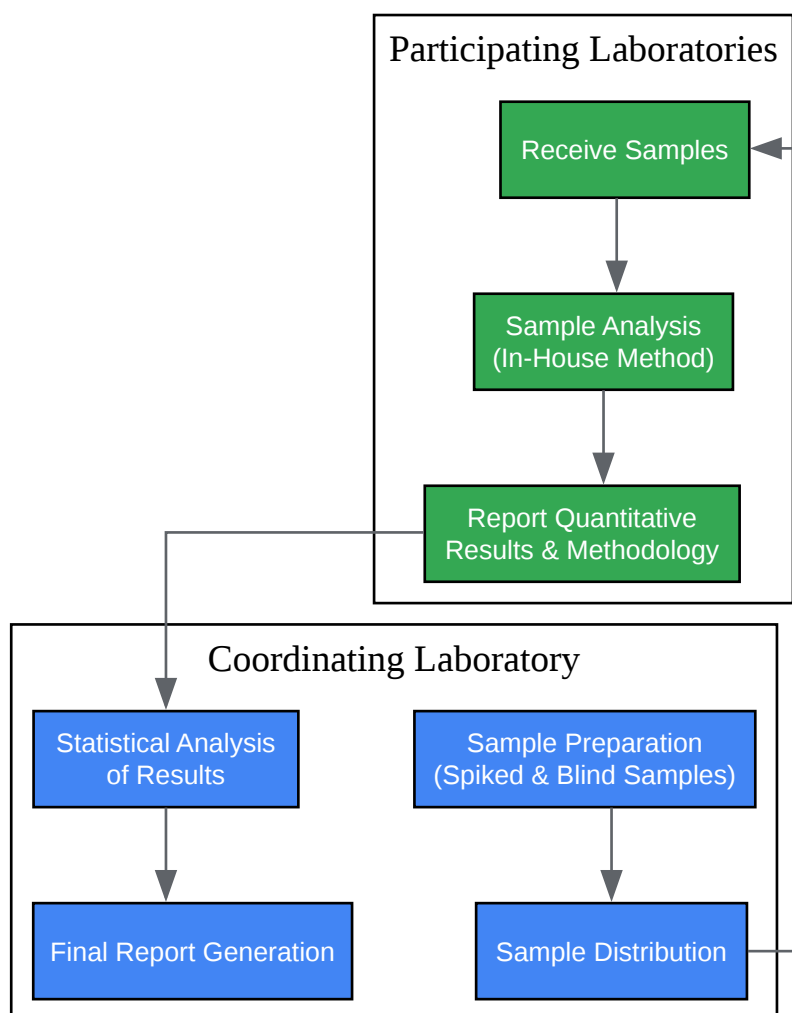 Participating Laboratories
Receive Samples
Sample Analysis
(In-House Method)
Report Quantitative
Results & Methodology
Coordinating Laboratory
Statistical Analysis
of Results
Sample Preparation
(Spiked & Blind Samples)
Final Report Generation
Sample Distribution